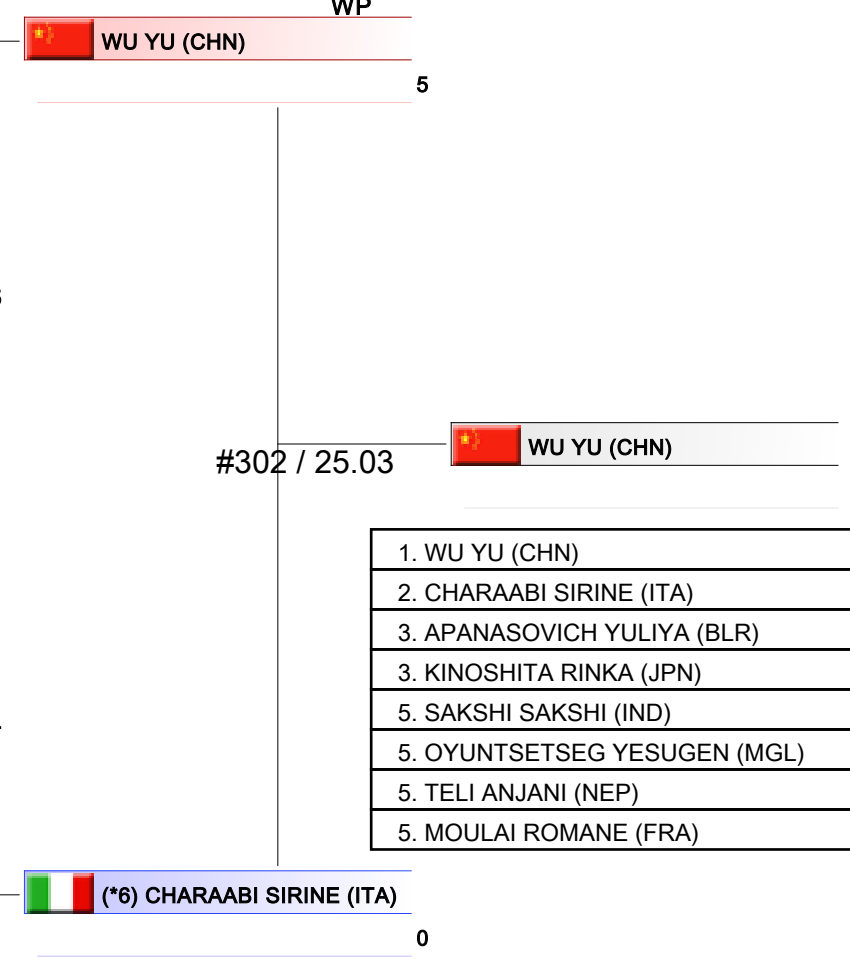 WP
WU YU (CHN)
5
#302 / 25.03
WU YU (CHN)
1. WU YU (CHN)
2. CHARAABI SIRINE (ITA)
3. APANASOVICH YULIYA (BLR)
3. KINOSHITA RINKA (JPN)
5. SAKSHI SAKSHI (IND)
5. OYUNTSETSEG YESUGEN (MGL)
5. TELI ANJANI (NEP)
5. MOULAI ROMANE (FRA)
(*6) CHARAABI SIRINE (ITA)
0